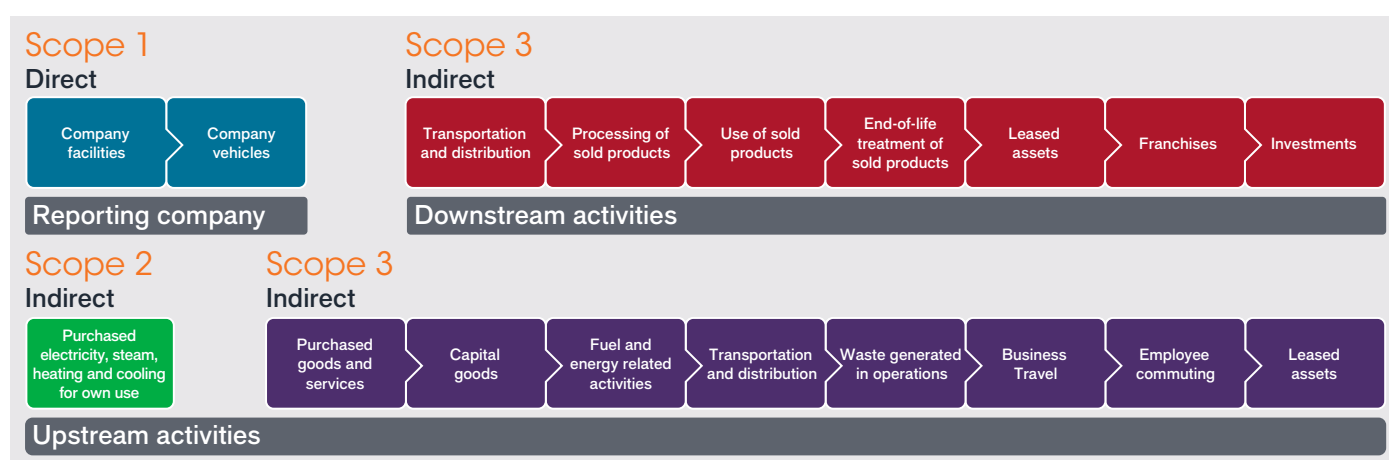 Scope 1
Direct
Company
facilities
Company
vehicles
Reporting company
Scope 3
Indirect
Transportation
and distribution
Processing of
sold products
Use of sold
products
End-of-life
treatment of
sold products
Leased
assets
Franchises
Investments
Downstream activities
Scope 2
Indirect
Purchased
electricity, steam,
heating and cooling
for own use
Scope 3
Indirect
Purchased
goods and
services
Capital
goods
Fuel and
energy related
activities
Transportation
and distribution
Waste generated
in operations
Business
Travel
Employee
commuting
Leased
assets
Upstream activities